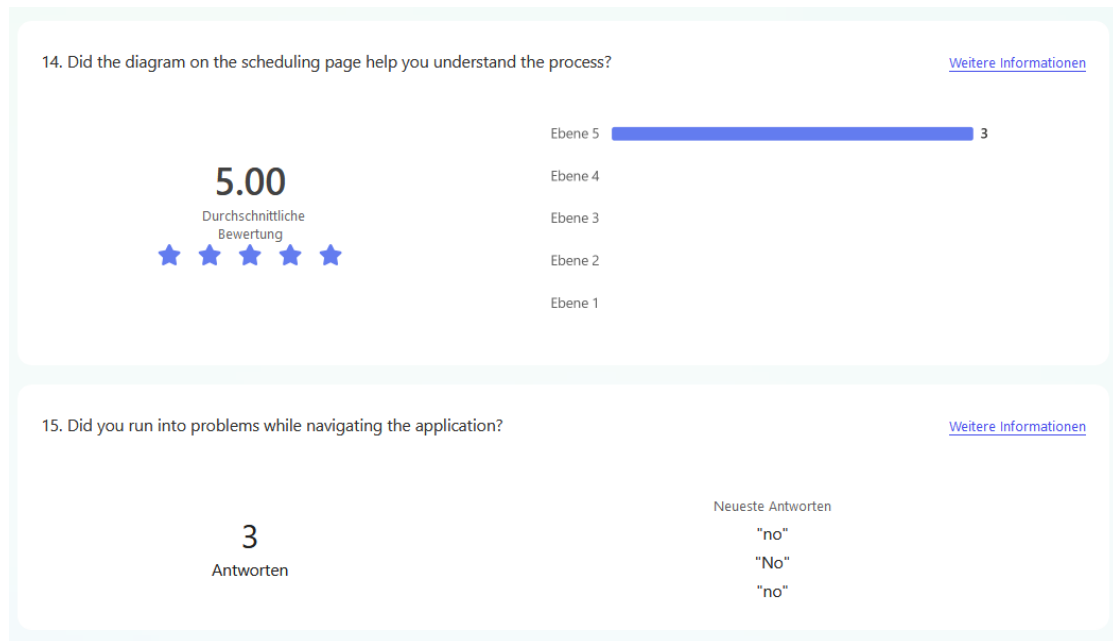 14. Did the diagram on the scheduling page help you understand the process?
Weitere Informationen
5.00
Durchschnittliche
Bewertung
Ebene 5
3
Ebene 4
Ebene 3
Ebene 2
Ebene 1
15. Did you run into problems while navigating the application?
Weitere Informationen
3
Antworten
Neueste Antworten
"no"
"No"
"no"